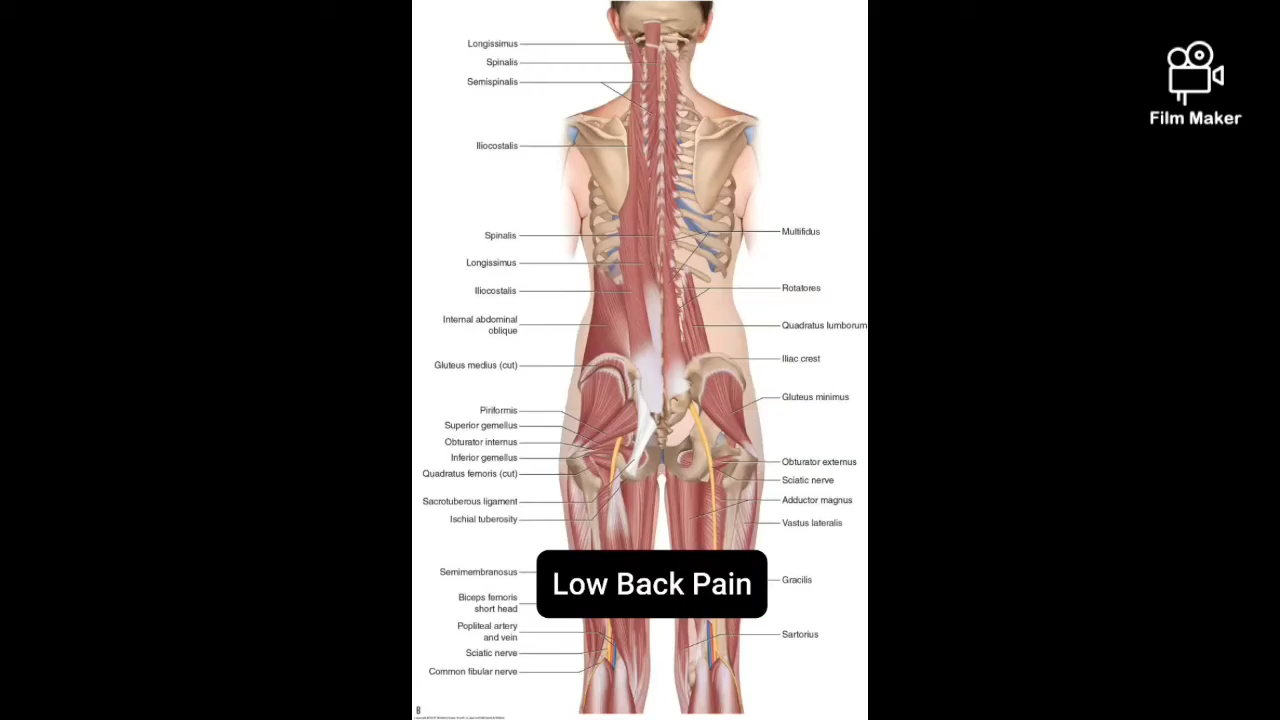 Longissimus
Spinalis
Semispinalis
Iliocostalis
Spinalis
Longissimus
Iliocostalis
Internal abdominal
oblique
Gluteus medius (cut)
Piriformis
Superior gemellus
Obturator internus
Inferior gemellus
Quadratus femoris (cut)
Sacrotuberous ligament
Ischial tuberosity
Semimembranosus
Biceps femoris
short head
Popliteal artery
and vein
Sciatic nerve
Common fibular nerve
B
Multifidus
Rotatores
Quadratus lumborum
Iliac crest
Gluteus minimus
Obturator externus
Sciatic nerve
Adductor magnus
Vastus lateralis
Gracilis
Sartorius
Low Back Pain
Film Maker